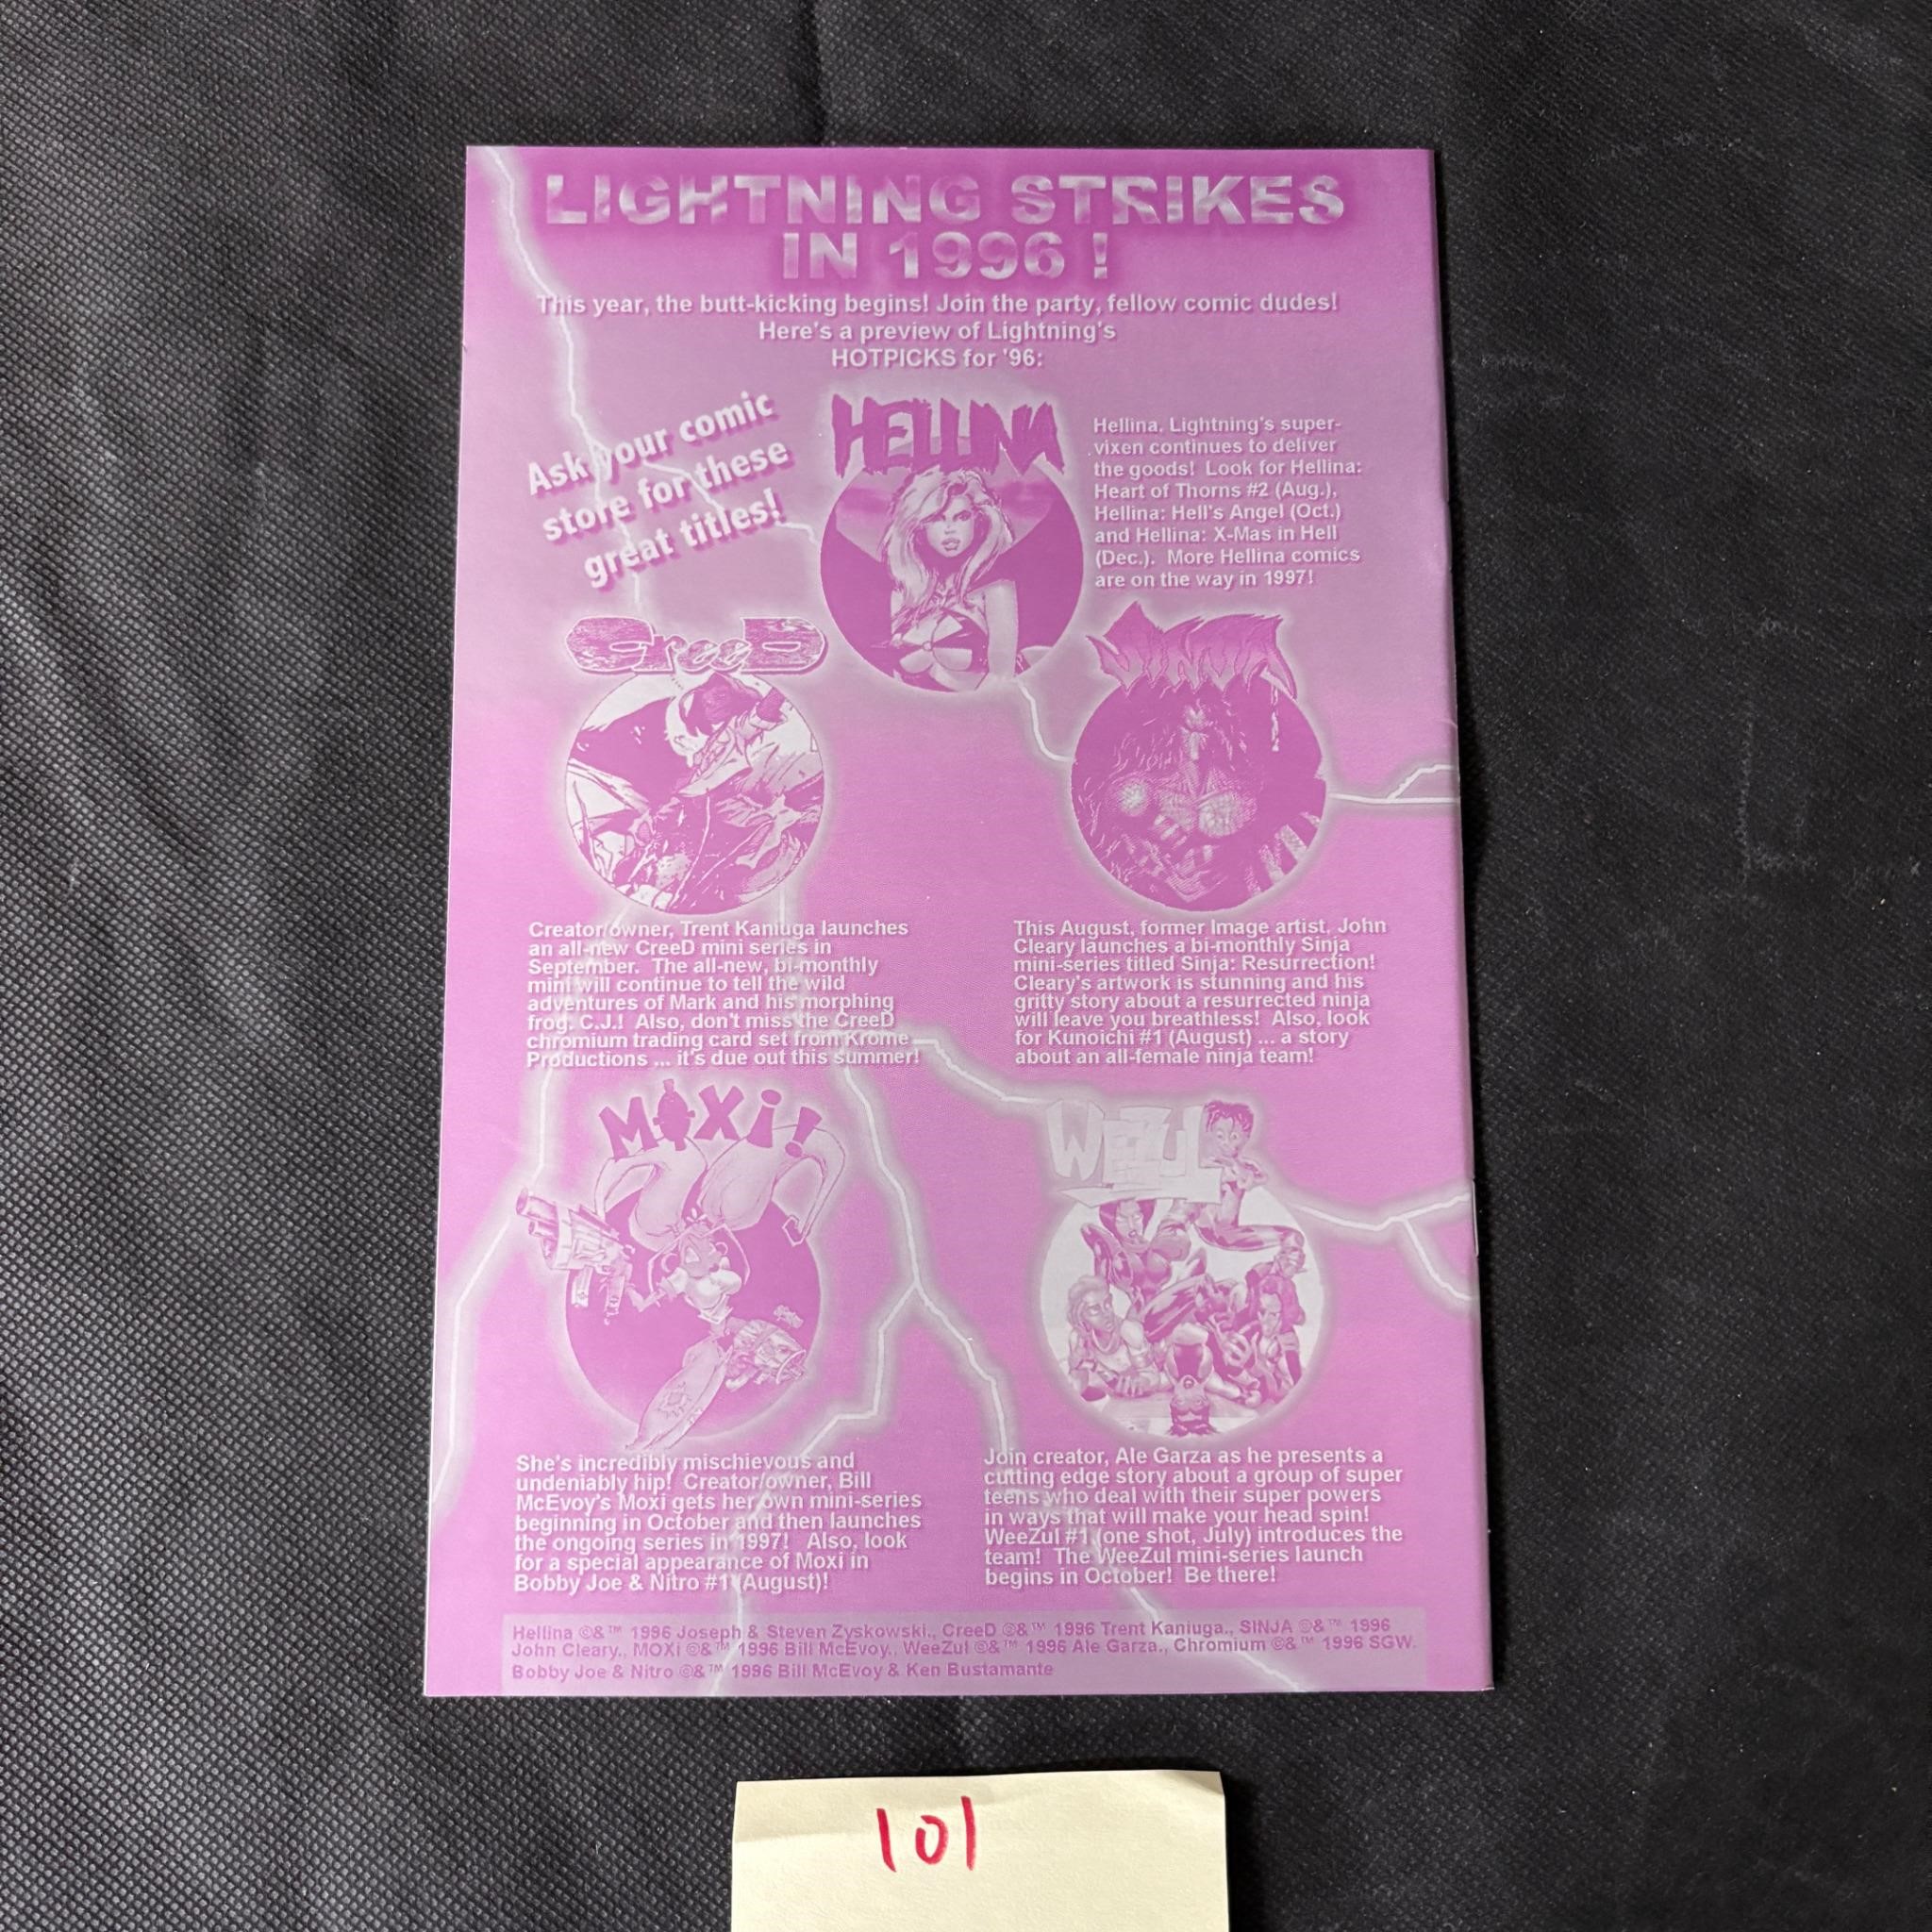 LIGHTNING STRIKES
IN 1996 !
This year, the butt-kicking begins! Join the party, fellow comic dudes!
Here's a preview of Lightning's
HOTPICKS for '96:
Ask your comic
store for these
great titles!
HELLINA
Hellina, Lightning's super-
vixen continues to deliver
the goods! Look for Hellina:
Heart of Thorns #2 (Aug.),
Hellina: Hell's Angel (Oct.)
and Hellina: X-Mas in Hell
(Dec.). More Hellina comics
are on the way in 1997!
CreeD
SINJA
Creator/owner, Trent Kaniuga launches
an all-new CreeD mini series in
September. The all-new, bi-monthly
mini will continue to tell the wild
adventures of Mark and his morphing
frog, C.J.! Also, don't miss the CreeD
chromium trading card set from Krome
Productions ... it's due out this summer!
This August, former Image artist, John
Cleary launches a bi-monthly Sinja
mini-series titled Sinja: Resurrection!
Cleary's artwork is stunning and his
gritty story about a resurrected ninja
will leave you breathless! Also, look
for Kunoichi #1 (August) ... a story
about an all-female ninja team!
MOXi!
WEEZUL
She's incredibly mischievous and
undeniably hip! Creator/owner, Bill
McEvoy's Moxi gets her own mini-series
beginning in October and then launches
the ongoing series in 1997! Also, look
for a special appearance of Moxi in
Bobby Joe & Nitro #1 (August)!
Join creator, Ale Garza as he presents a
cutting edge story about a group of super
teens who deal with their super powers
in ways that will make your head spin!
WeeZul #1 (one shot, July) introduces the
team! The WeeZul mini-series launch
begins in October! Be there!
Hellina ©&™ 1996 Joseph & Steven Zyskowski., CreeD ©&™ 1996 Trent Kaniuga., SINJA ©&™ 1996
John Cleary., MOXi ©&™ 1996 Bill McEvoy., WeeZul ©&™ 1996 Ale Garza., Chromium ©&™ 1996 SGW.
Bobby Joe & Nitro ©&™ 1996 Bill McEvoy & Ken Bustamante
101